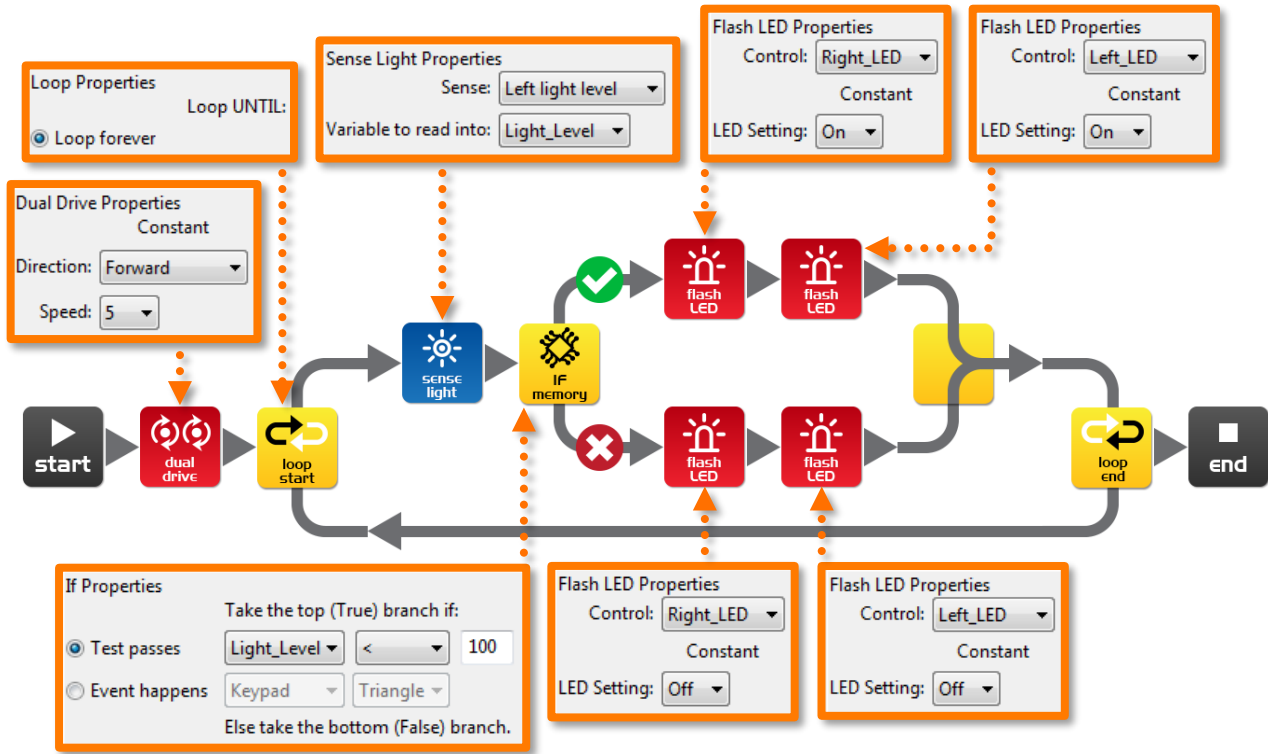 Loop Properties
Loop UNTIL:
Loop forever
Dual Drive Properties
Constant
Direction: Forward
Speed: 5
Sense Light Properties
Sense: Left light level
Variable to read into: Light_Level
Flash LED Properties
Control: Right_LED
Constant
LED Setting: On
Flash LED Properties
Control: Left_LED
Constant
LED Setting: On
start
dual
drive
loop
start
sense
light
IF
memory
flash
LED
flash
LED
flash
LED
flash
LED
loop
end
end
If Properties
Take the top (True) branch if:
Test passes Light_Level < 100
Event happens Keypad Triangle
Else take the bottom (False) branch.
Flash LED Properties
Control: Right_LED
Constant
LED Setting: Off
Flash LED Properties
Control: Left_LED
Constant
LED Setting: Off